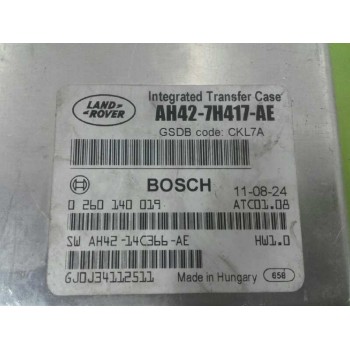 LAND
ROVER
Integrated Transfer Case
AH42-7H417-AE
GSDB code: CKL7A
BOSCH
11-08-24
0 260 140 019
ATC01.08
SW AH42-14C366-AE
HW1.0
GJ0J34112511
Made in Hungary
656